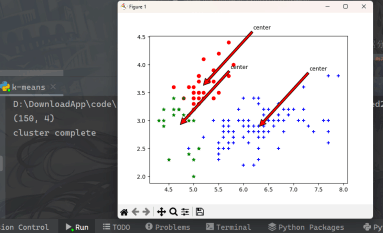 Figure 1
k-means
D:\DownloadApp\code\
(150, 4)
cluster complete
center
center
center
4.5
4.0
3.5
3.0
2.5
2.0
4.5 5.0 5.5 6.0 6.5 7.0 7.5 8.0
sion Control Run TODO Problems Terminal Python Packages